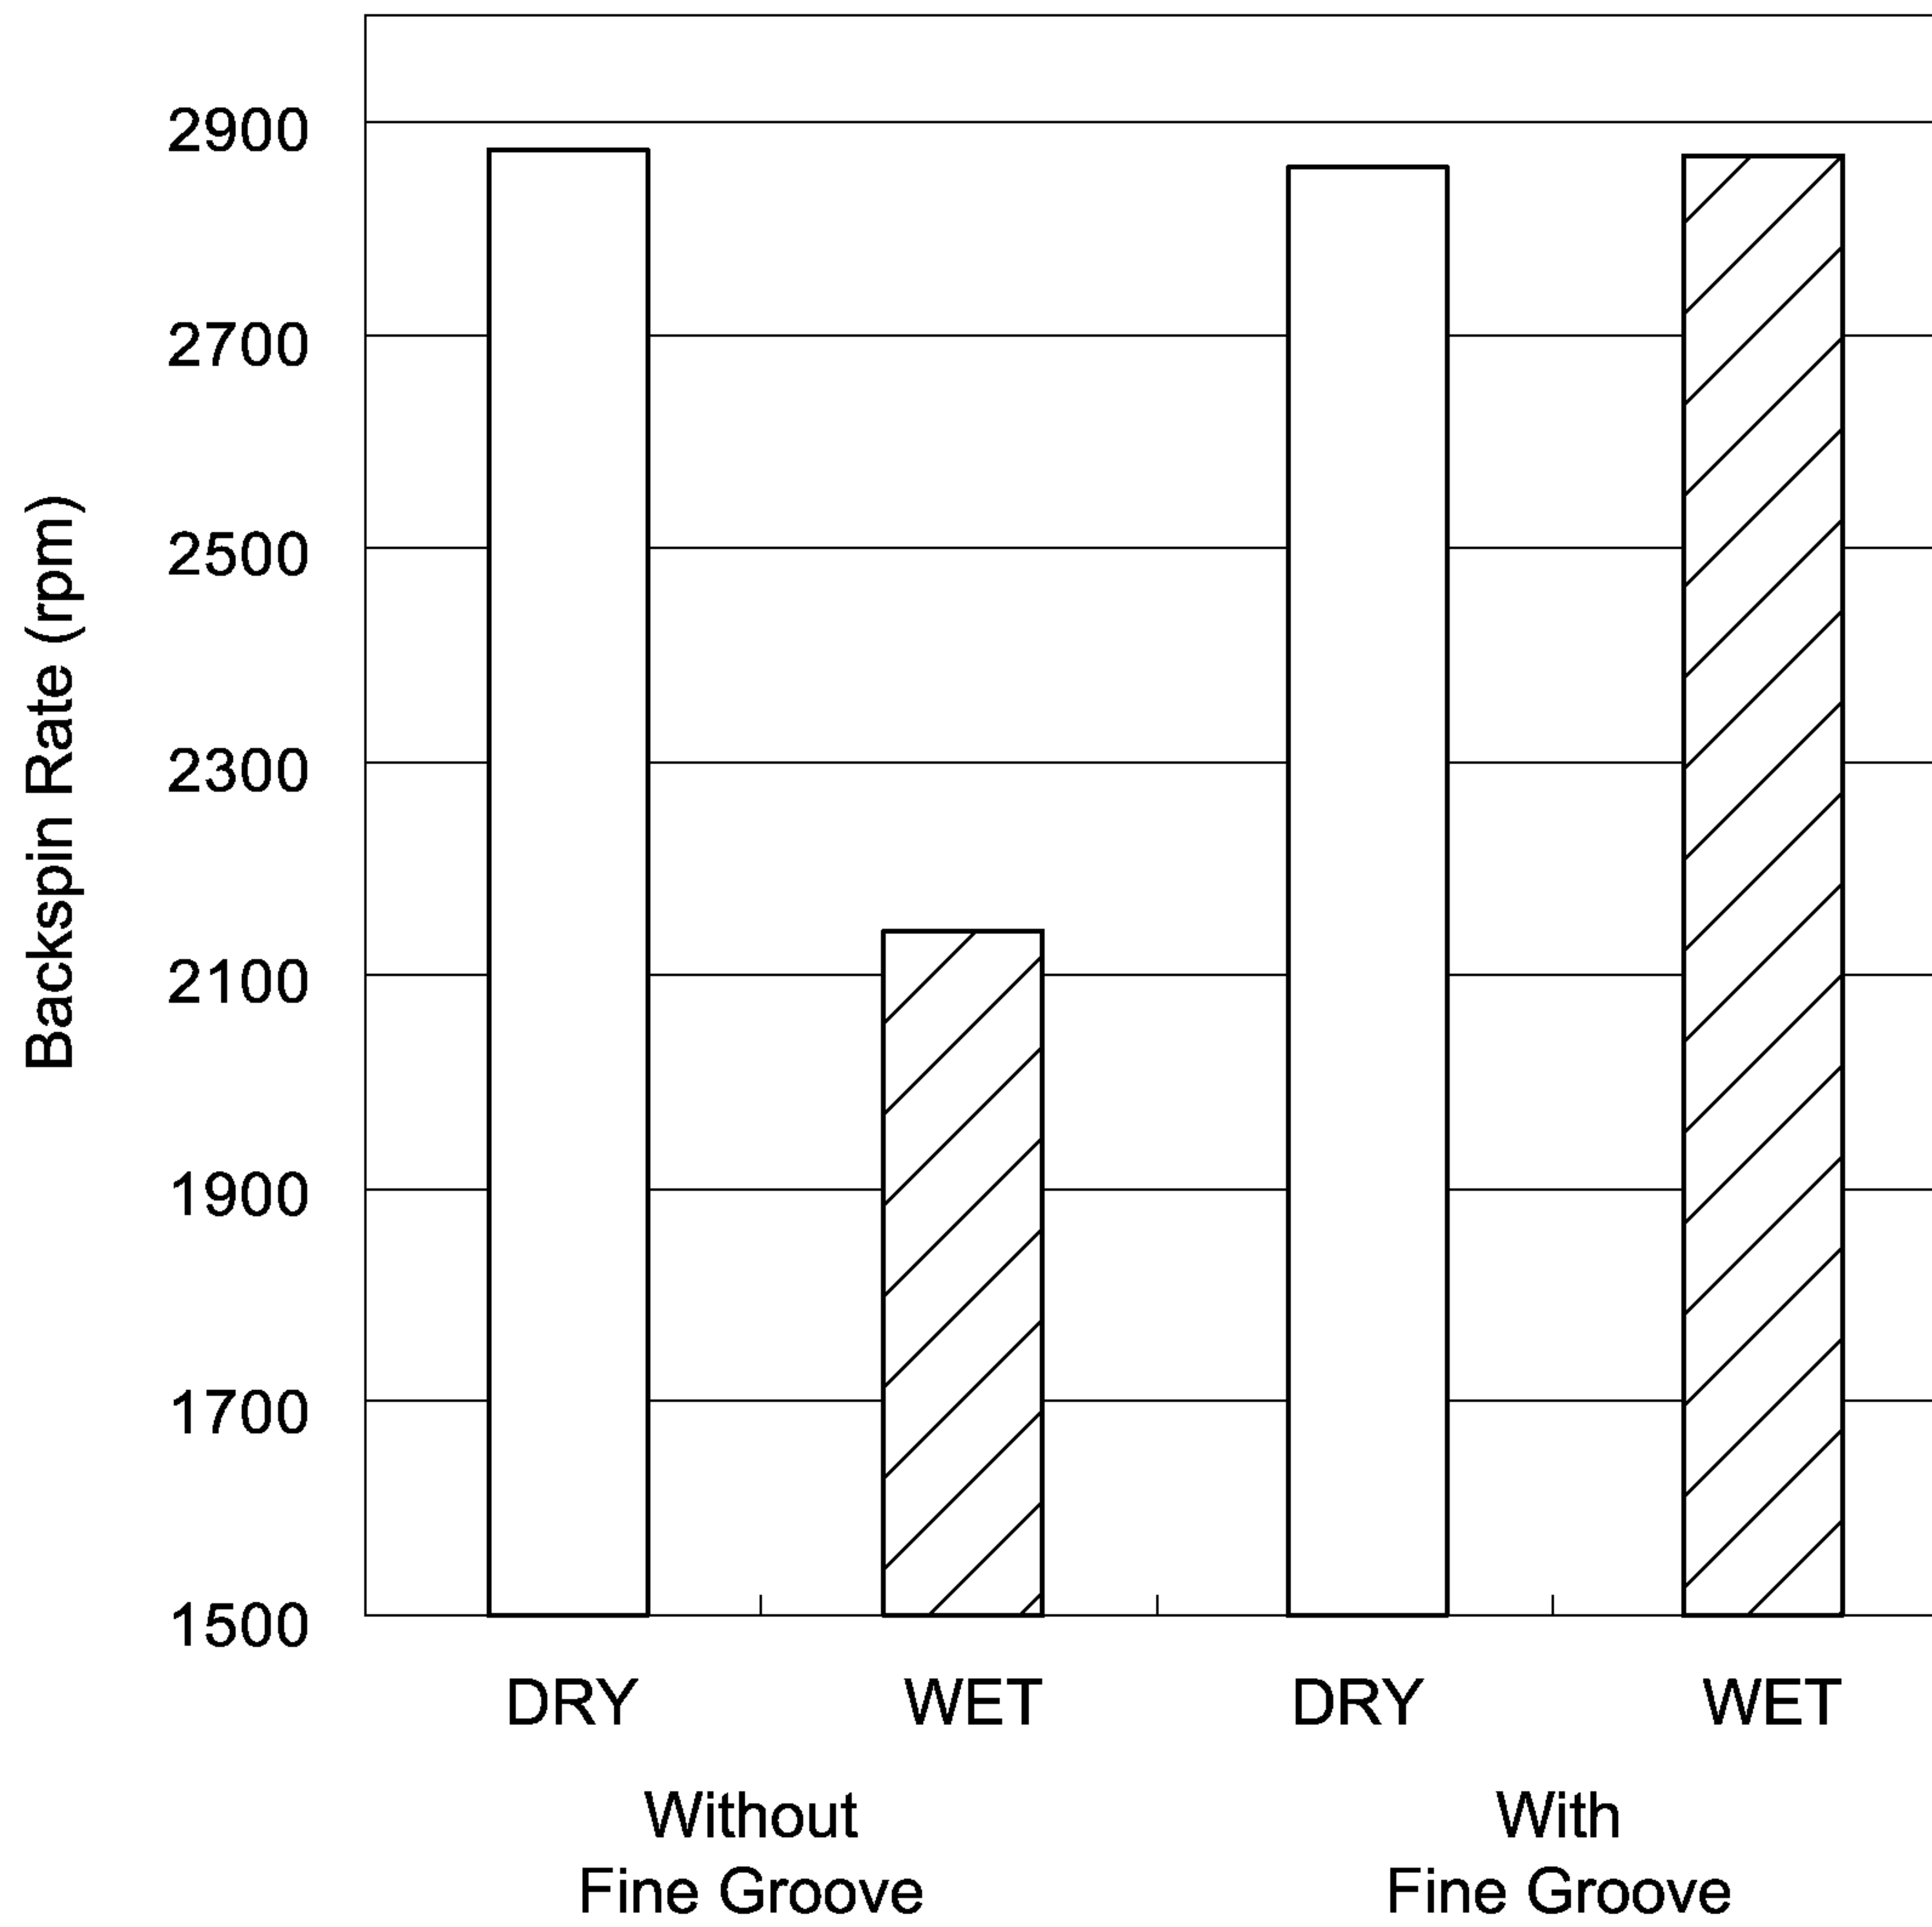 Backspin Rate (rpm)
2900
2700
2500
2300
2100
1900
1700
1500
DRY WET DRY WET
Without With
Fine Groove Fine Groove